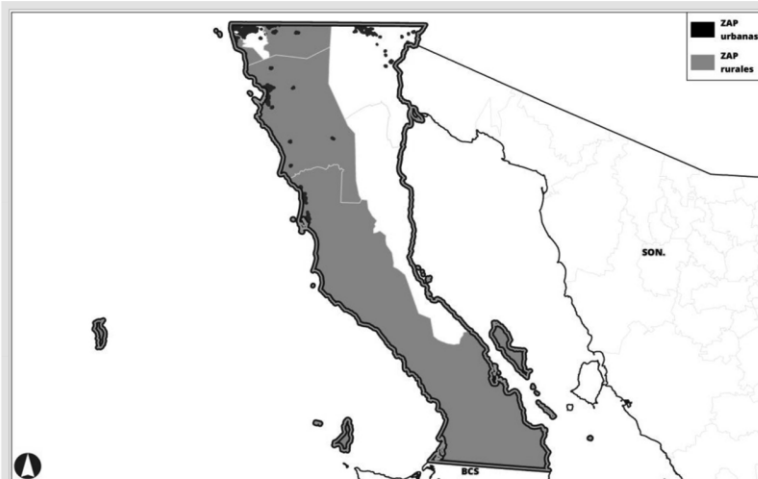 ZAP
urbanas
ZAP
rurales
SON.
BCS